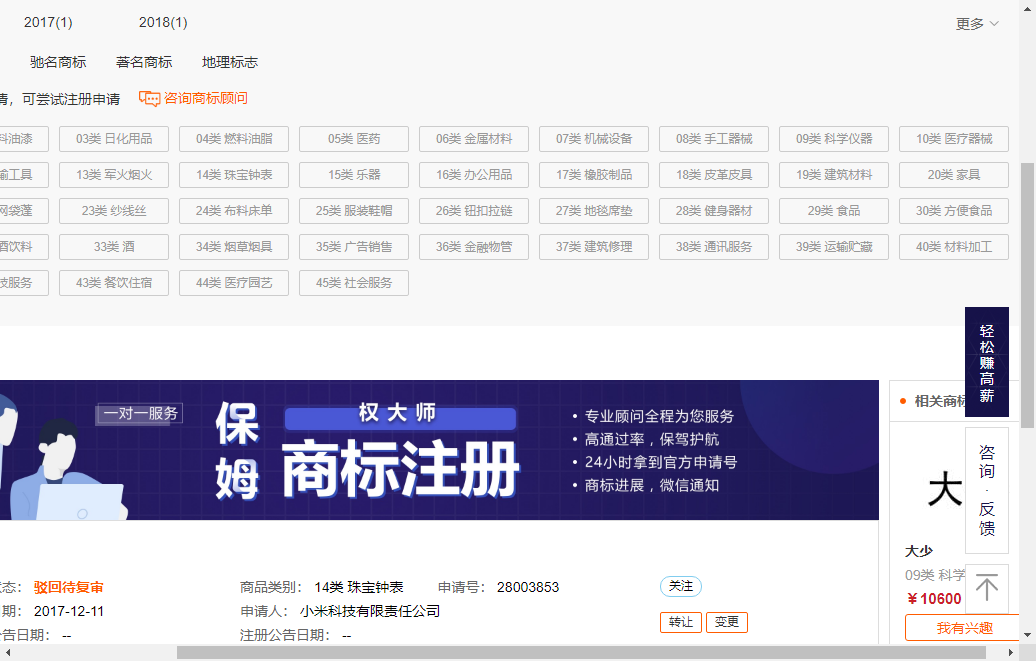 2017(1) 2018(1) 更多
驰名商标 著名商标 地理标志
请，可尝试注册申请 咨询商标顾问
料油漆 03类 日化用品 04类 燃料油脂 05类 医药 06类 金属材料 07类 机械设备 08类 手工器械 09类 科学仪器 10类 医疗器械
输工具 13类 军火烟火 14类 珠宝钟表 15类 乐器 16类 办公用品 17类 橡胶制品 18类 皮革皮具 19类 建筑材料 20类 家具
网袋蓬 23类 纱线丝 24类 布料床单 25类 服装鞋帽 26类 钮扣拉链 27类 地毯席垫 28类 健身器材 29类 食品 30类 方便食品
酒饮料 33类 酒 34类 烟草烟具 35类 广告销售 36类 金融物管 37类 建筑修理 38类 通讯服务 39类 运输贮藏 40类 材料加工
技服务 43类 餐饮住宿 44类 医疗园艺 45类 社会服务
轻松赚高薪
一对一服务
保姆
权大师
商标注册
• 专业顾问全程为您服务
• 高通过率，保驾护航
• 24小时拿到官方申请号
• 商标进展，微信通知
相关商标
咨询·反馈
大
大少
09类 科学
￥10600
我有兴趣
状态： 驳回待复审 商品类别： 14类 珠宝钟表 申请号： 28003853 关注
期： 2017-12-11 申请人： 小米科技有限责任公司 转让 变更
告日期： -- 注册公告日期： --